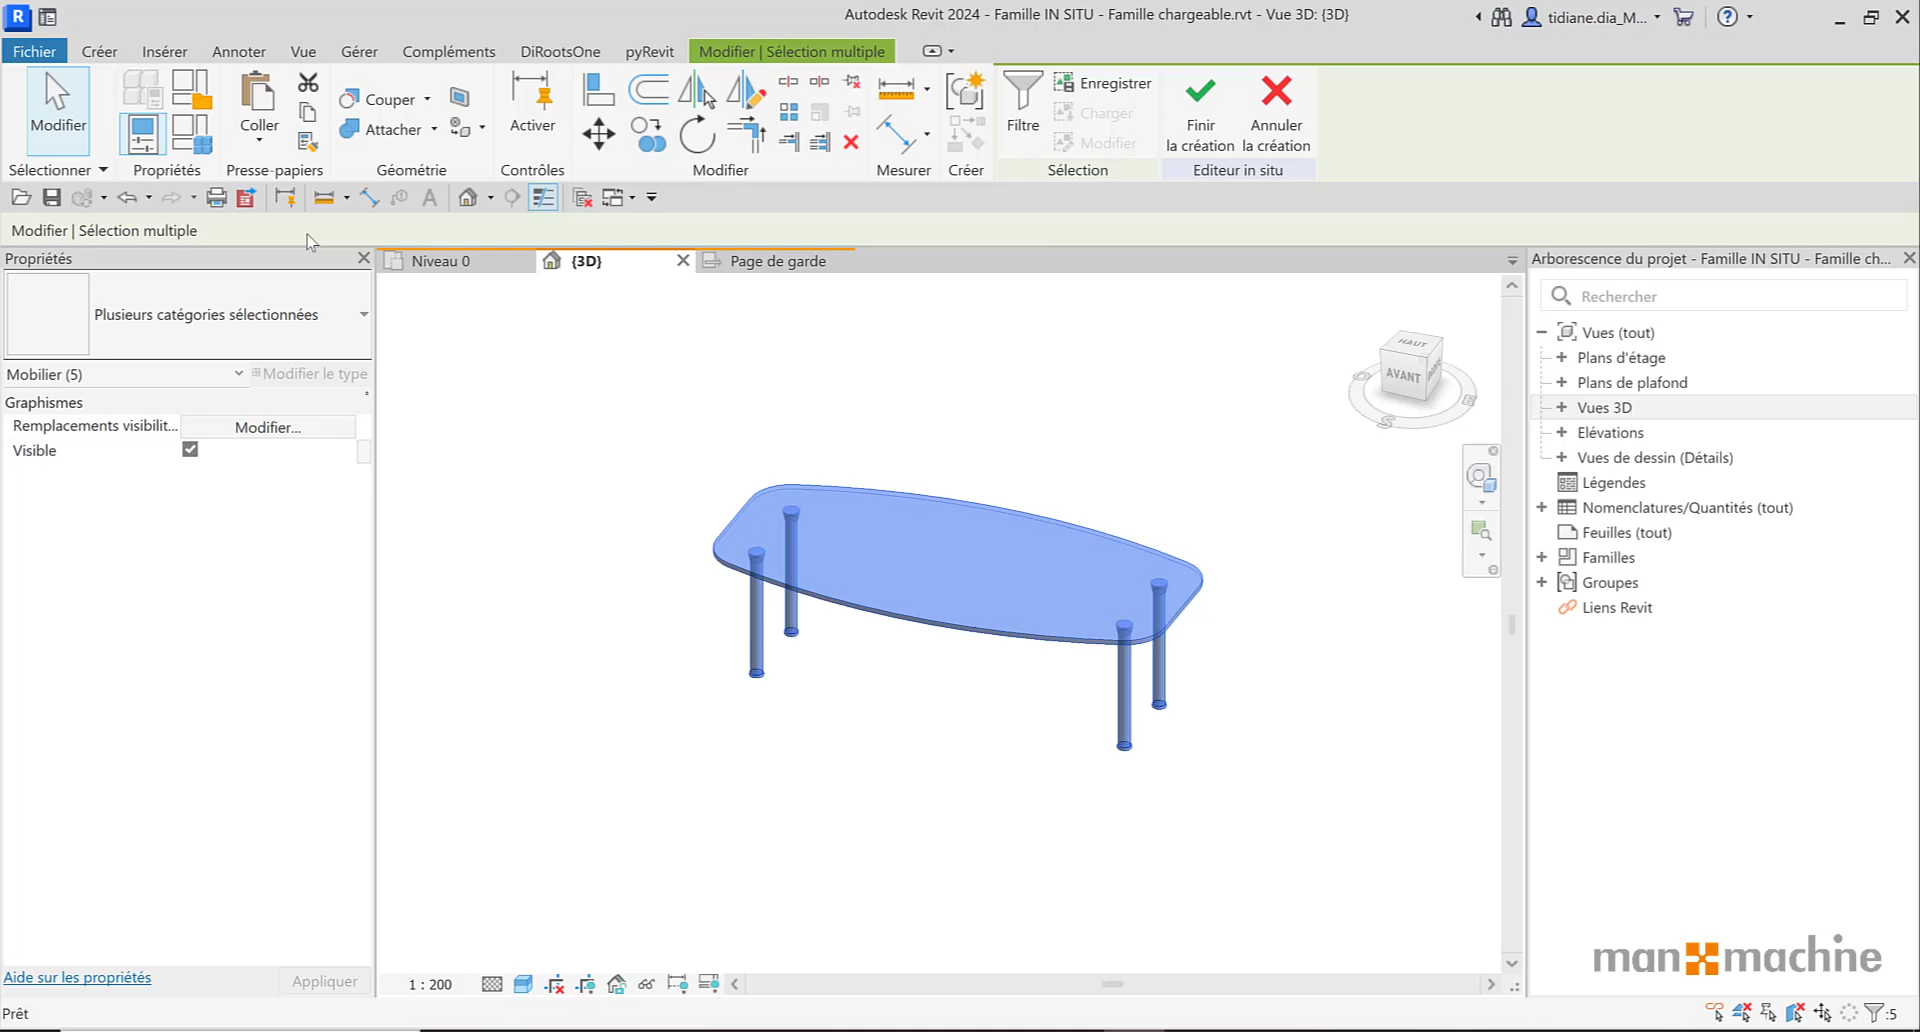 Autodesk Revit 2024 - Famille IN SITU - Famille chargeable.rvt - Vue 3D: {3D}
tidiane.dia_M...
Fichier
Créer
Insérer
Annoter
Vue
Gérer
Compléments
DiRootsOne
pyRevit
Modifier | Sélection multiple
Modifier
Coller
Couper
Attacher
Activer
Filtre
Enregistrer
Charger
Modifier
Finir
la création
Annuler
la création
Sélectionner
Propriétés
Presse-papiers
Géométrie
Contrôles
Modifier
Mesurer
Créer
Sélection
Editeur in situ
Modifier | Sélection multiple
Propriétés
Plusieurs catégories sélectionnées
Mobilier (5)
Modifier le type
Graphismes
Remplacements visibilit...
Modifier...
Visible
Aide sur les propriétés
Appliquer
Prêt
Niveau 0
{3D}
Page de garde
HAUT
AVANT
S
1 : 200
Arborescence du projet - Famille IN SITU - Famille ch...
Rechercher
Vues (tout)
Plans d'étage
Plans de plafond
Vues 3D
Elévations
Vues de dessin (Détails)
Légendes
Nomenclatures/Quantités (tout)
Feuilles (tout)
Familles
Groupes
Liens Revit
man machine
:5